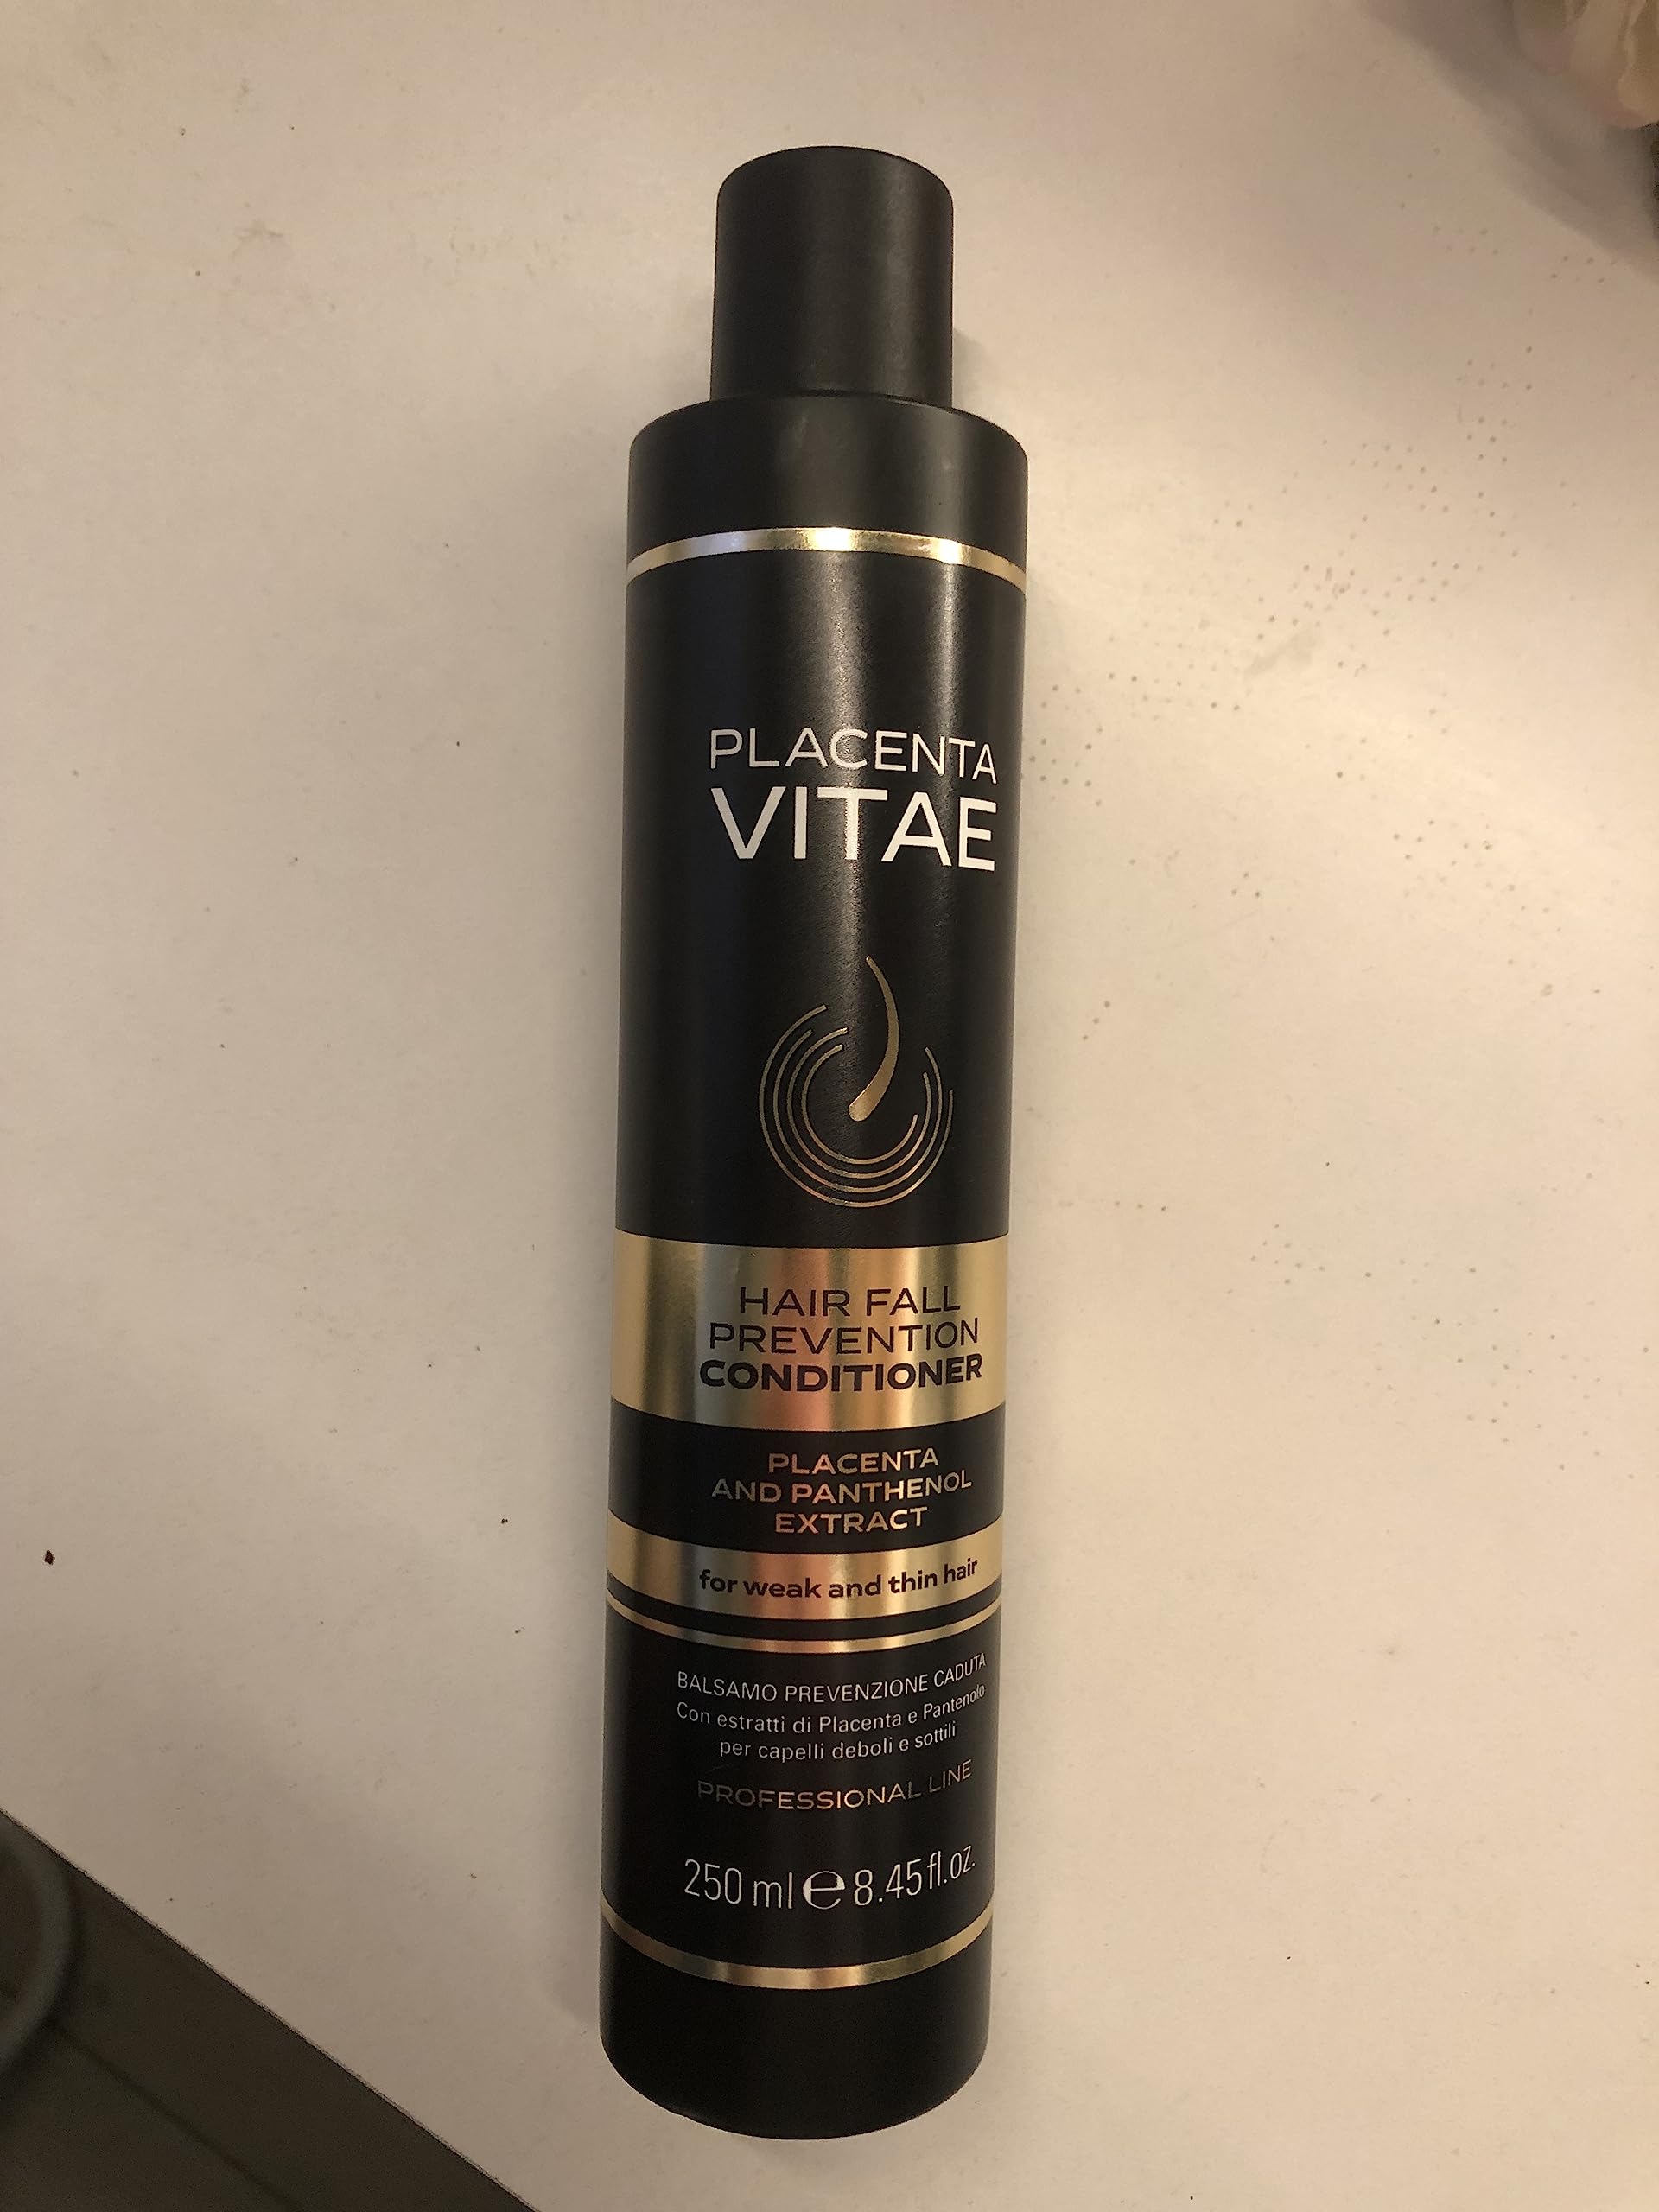 PLACENTA
VITAE
HAIR FALL
PREVENTION
CONDITIONER
PLACENTA
AND PANTHENOL
EXTRACT
for weak and thin hair
BALSAMO PREVENZIONE CADUTA
Con estratti di Placenta e Pantenolo
per capelli deboli e sottili
PROFESSIONAL LINE
250 ml e 8.45 fl.oz.